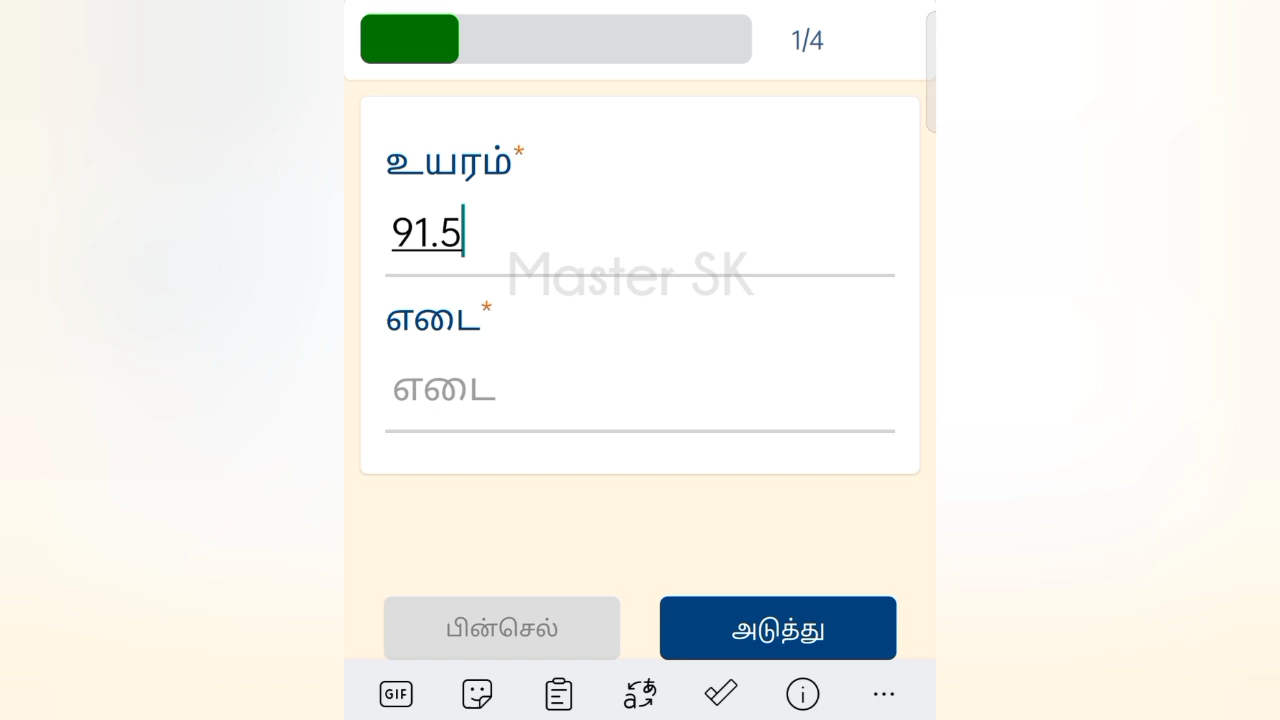 1/4
உயரம்*
91.5
Master SK
எடை*
எடை
பின்செல்
அடுத்து
GIF